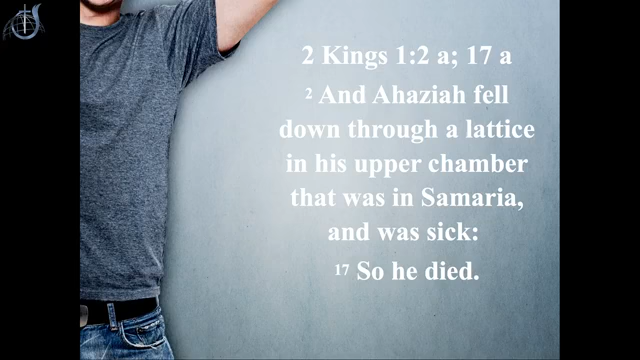 2 Kings 1:2 a; 17 a
2 And Ahaziah fell
down through a lattice
in his upper chamber
that was in Samaria,
and was sick:
17 So he died.